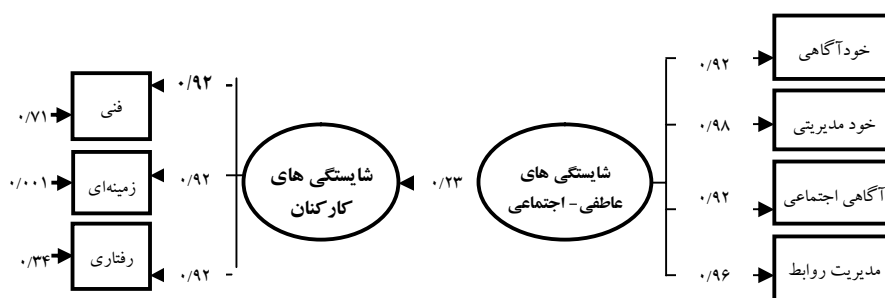 خودآگاهی
۰/۹۲
خود مدیریتی
۰/۹۸
آگاهی اجتماعی
۰/۹۲
مدیریت روابط
۰/۹۶
شایستگی های
عاطفی - اجتماعی
۰/۲۳
شایستگی های
کارکنان
۰/۹۲
فنی
۰/۷۱
۰/۹۲
زمینه‌ای
۰/۰۰۱
۰/۹۲
رفتاری
۰/۳۴